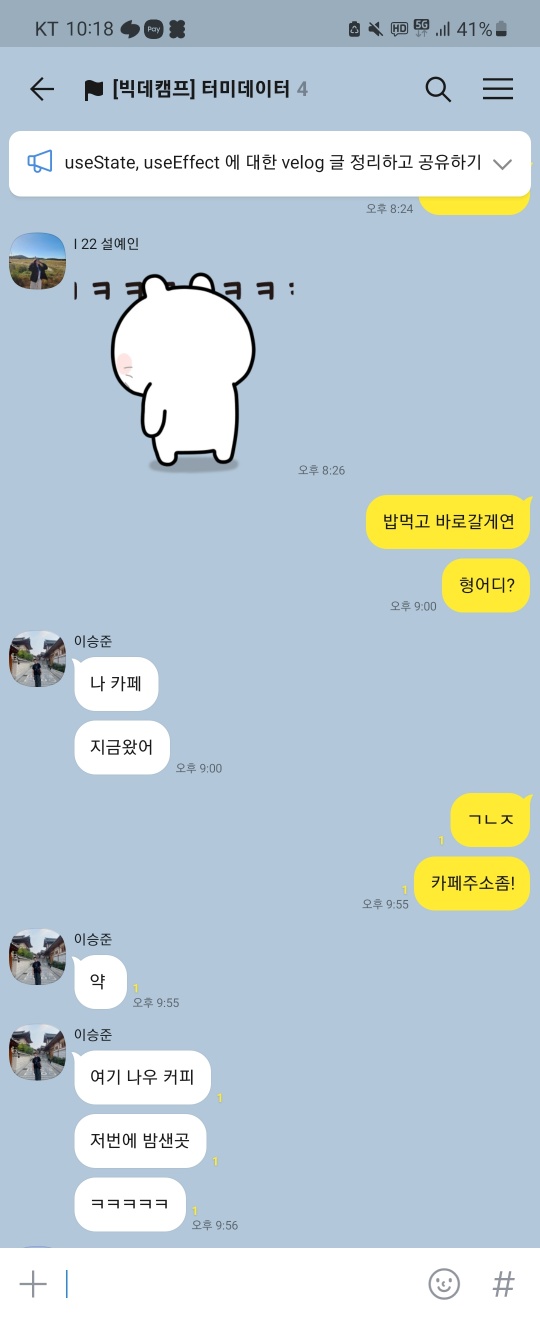 KT 10:18 Pay HD 5G 41%
[빅데캠프] 터미데이터 4
useState, useEffect 에 대한 velog 글 정리하고 공유하기
오후 8:24
22 설예인
ㅋㅋ ㅋㅋ
오후 8:26
밥먹고 바로갈게연
형어디?
오후 9:00
이승준
나 카페
지금왔어
오후 9:00
ㄱㄴㅈ
1
카페주소좀!
1
오후 9:55
이승준
약
1
오후 9:55
이승준
여기 나우 커피
1
저번에 밤샌곳
1
ㅋㅋㅋㅋㅋ
1
오후 9:56